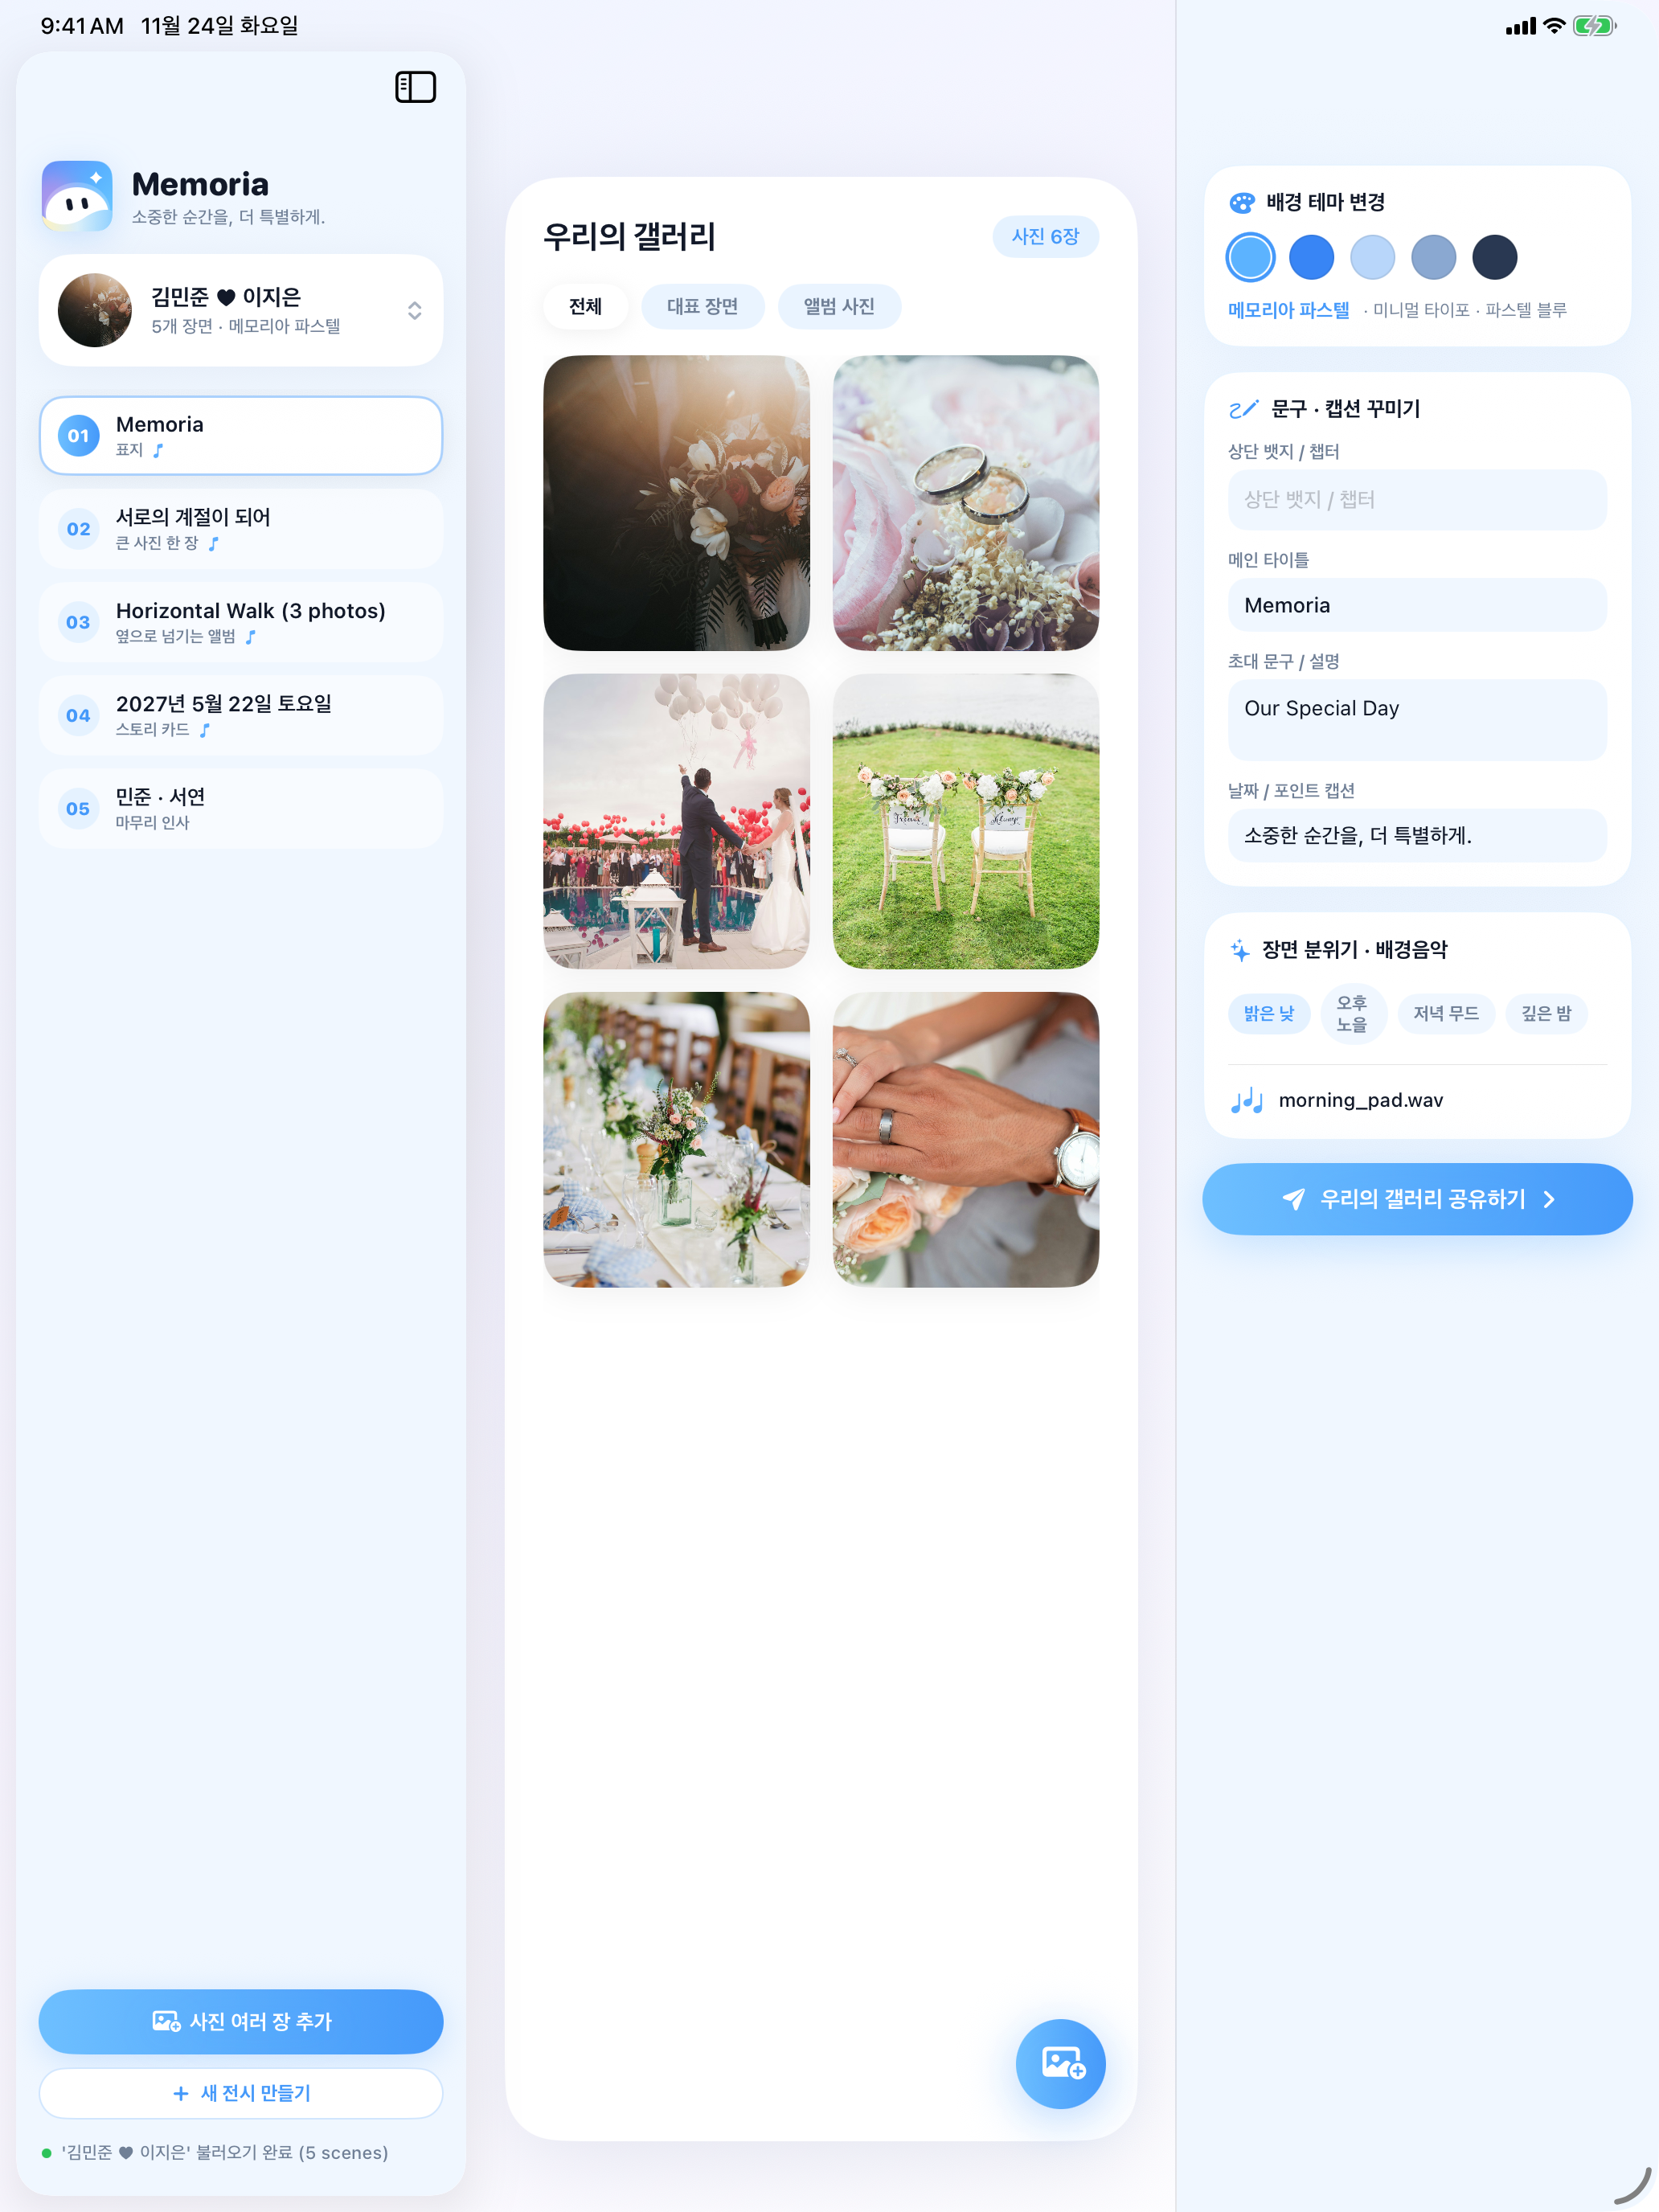 9:41 AM 11월 24일 화요일
Memoria
소중한 순간을, 더 특별하게.
김민준 ♥ 이지은
5개 장면 · 메모리아 파스텔
01
Memoria
표지
02
서로의 계절이 되어
큰 사진 한 장
03
Horizontal Walk (3 photos)
옆으로 넘기는 앨범
04
2027년 5월 22일 토요일
스토리 카드
05
민준 · 서연
마무리 인사
사진 여러 장 추가
+ 새 전시 만들기
'김민준 ♥ 이지은' 불러오기 완료 (5 scenes)
우리의 갤러리
사진 6장
전체
대표 장면
앨범 사진
배경 테마 변경
메모리아 파스텔 · 미니멀 타이포 · 파스텔 블루
문구 · 캡션 꾸미기
상단 뱃지 / 챕터
상단 뱃지 / 챕터
메인 타이틀
Memoria
초대 문구 / 설명
Our Special Day
날짜 / 포인트 캡션
소중한 순간을, 더 특별하게.
장면 분위기 · 배경음악
밝은 낮
오후
노을
저녁 무드
깊은 밤
morning_pad.wav
우리의 갤러리 공유하기